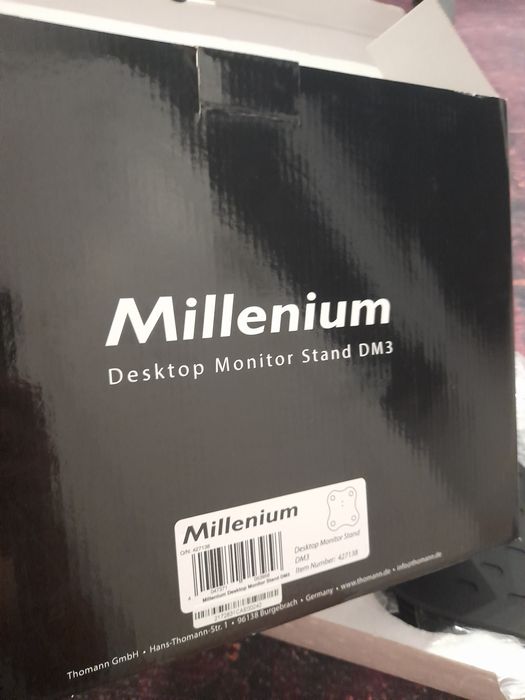 Millenium
Desktop Monitor Stand DM3
Millenium
O/N: 427138
Desktop Monitor Stand
DM3
Item Number: 427138
Millenium Desktop Monitor Stand DM3
Thomann GmbH • Hans-Thomann-Str. 1 • 96138 Burgebrach • Germany • www.thomann.de • info@thomann.de